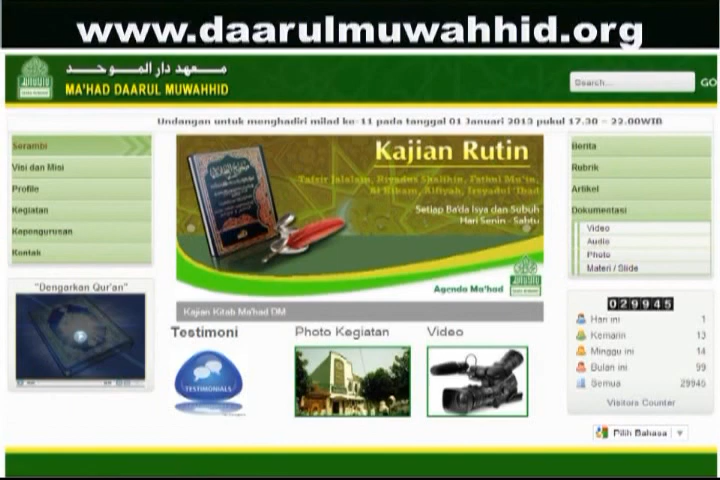 www.daarulmuwahhid.org
معهد دار الموحد
MA'HAD DAARUL MUWAHHID
Search...
GO
Undangan untuk menghadiri milad ke-11 pada tanggal 01 Januari 2013 pukul 17.30 - 22.00WIB
Serambi
Visi dan Misi
Profile
Kegiatan
Kepengurusan
Kontak
"Dengarkan Qur'an"
Kajian Rutin
Tafsir Jalalain, Riyadus Shalihin, Fathul Mu'in,
Al Hikam, Alfiyah, Irsyadul 'Ibad
Setiap Ba'da Isya dan Subuh
Hari Senin - Sabtu
Agenda Ma'had
Kajian Kitab Ma'had DM
Testimoni
TESTIMONIALS
Photo Kegiatan
Video
Berita
Rubrik
Artikel
Dokumentasi
Video
Audio
Photo
Materi / Slide
029945
Hari ini 1
Kemarin 13
Minggu ini 14
Bulan ini 99
Semua 29945
Visitors Counter
Pilih Bahasa